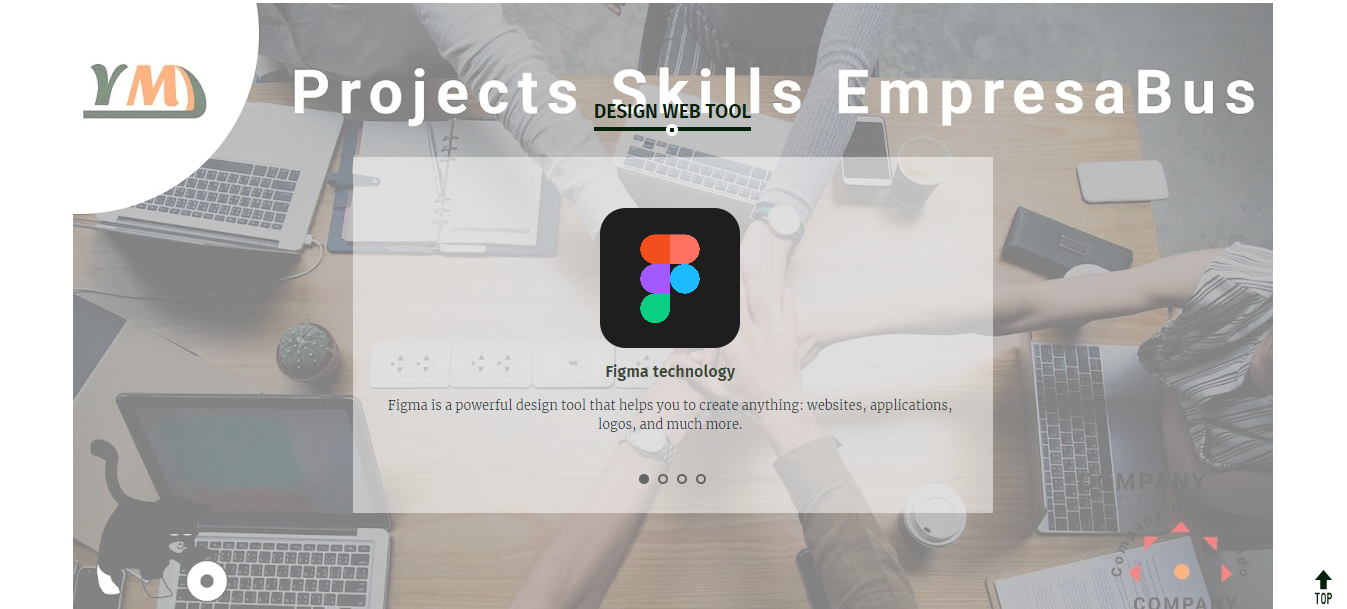 YM
Projects Skills EmpresaBus
DESIGN WEB TOOL
Figma technology
Figma is a powerful design tool that helps you to create anything: websites, applications,
logos, and much more.
COMPANY
Company
COMPANY
TOP